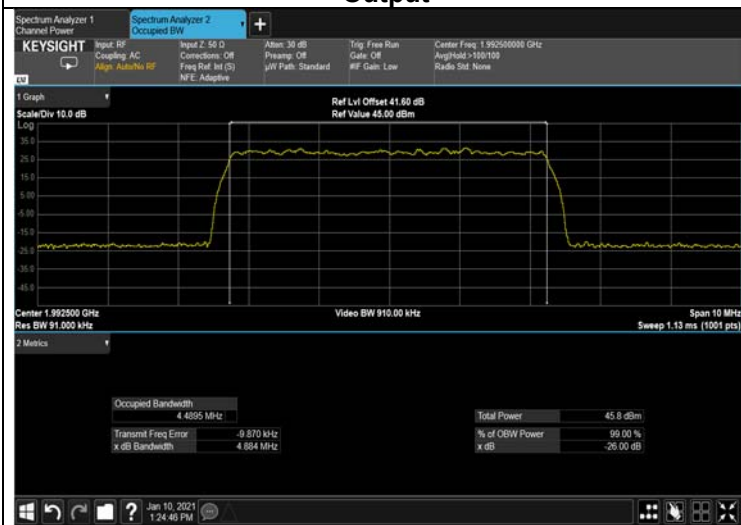 Output
Spectrum Analyzer 1
Channel Power
Spectrum Analyzer 2
Occupied BW
+
KEYSIGHT
Input: RF
Coupling: AC
Align: Auto/No RF
Input Z: 50 Ω
Corrections: Off
Freq Ref: Int (S)
NFE: Adaptive
Atten: 30 dB
Preamp: Off
µW Path: Standard
Trig: Free Run
Gate: Off
#IF Gain: Low
Center Freq: 1.992500000 GHz
Avg|Hold:>100/100
Radio Std: None
1 Graph
Scale/Div 10.0 dB
Ref Lvl Offset 41.60 dB
Ref Value 45.00 dBm
Log
35.0
25.0
15.0
5.00
-5.00
-15.0
-25.0
-35.0
-45.0
Center 1.992500 GHz
Res BW 91.000 kHz
Video BW 910.00 kHz
Span 10 MHz
Sweep 1.13 ms (1001 pts)
2 Metrics
Occupied Bandwidth
4.4895 MHz
Transmit Freq Error -9.870 kHz
x dB Bandwidth 4.884 MHz
Total Power 45.8 dBm
% of OBW Power 99.00 %
x dB -26.00 dB
?
Jan 10, 2021
1:24:46 PM